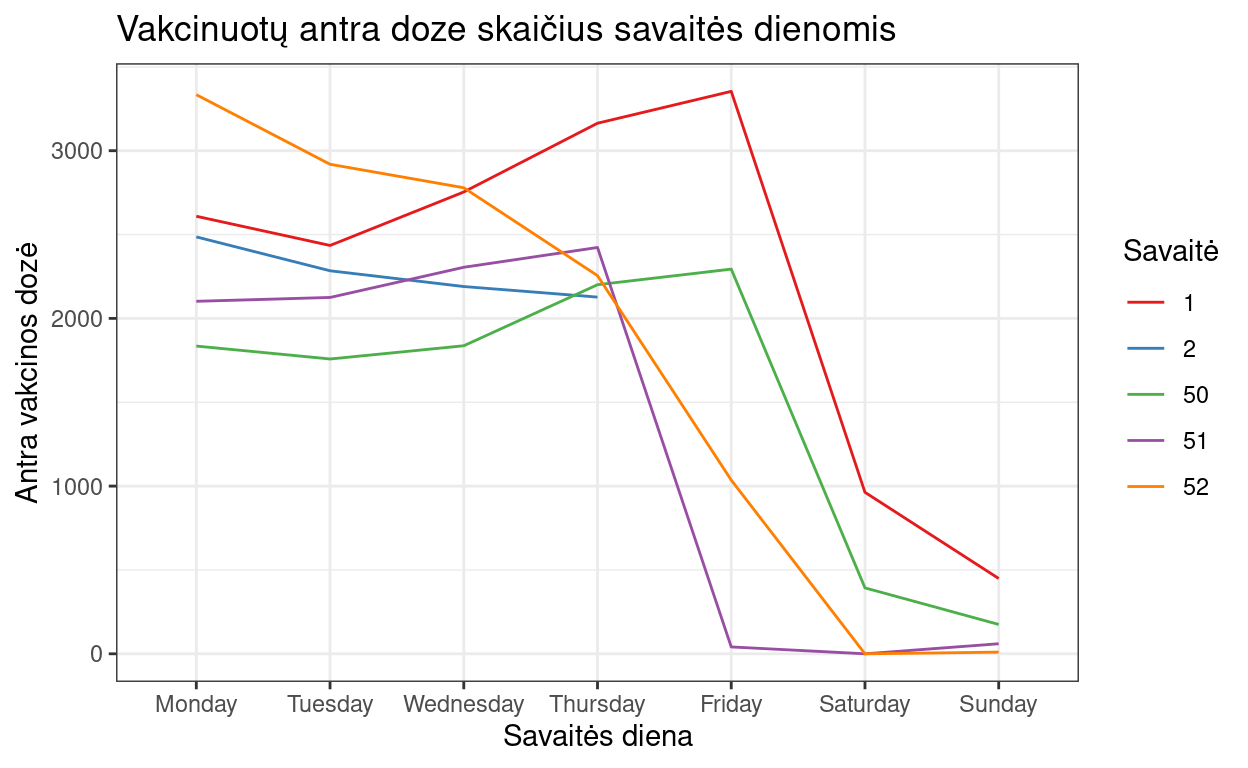 Vakcinuotų antra doze skaičius savaitės dienomis
Antra vakcinos dozė
3000
2000
1000
0
Monday Tuesday Wednesday Thursday Friday Saturday Sunday
Savaitės diena
Savaitė
1
2
50
51
52